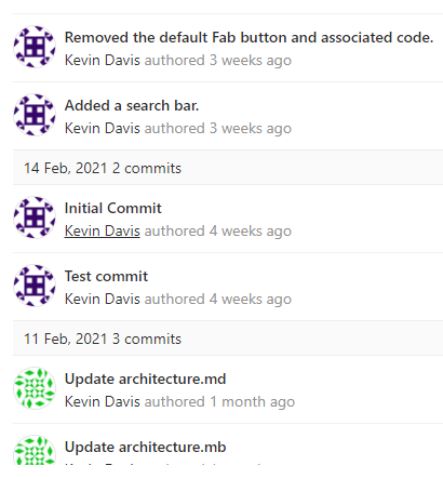 Removed the default Fab button and associated code.
Kevin Davis authored 3 weeks ago
Added a search bar.
Kevin Davis authored 3 weeks ago
14 Feb, 2021 2 commits
Initial Commit
Kevin Davis authored 4 weeks ago
Test commit
Kevin Davis authored 4 weeks ago
11 Feb, 2021 3 commits
Update architecture.md
Kevin Davis authored 1 month ago
Update architecture.mb